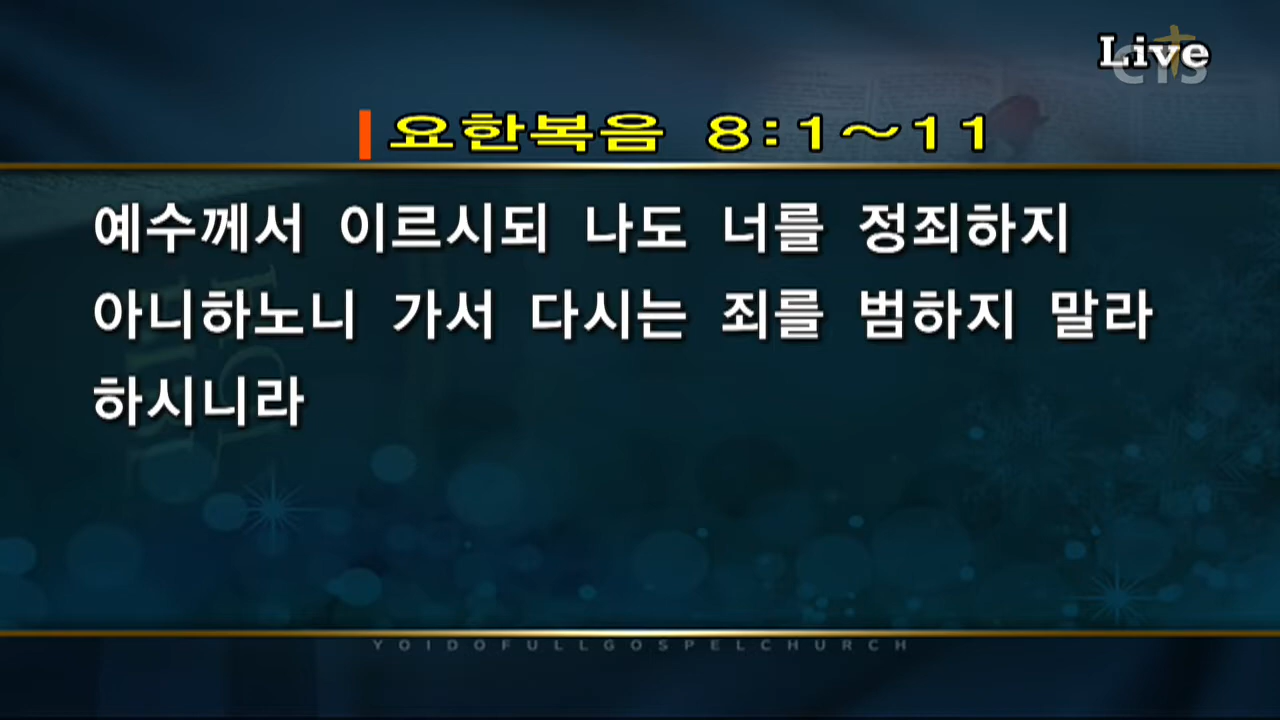 Live
CTS
요한복음 8:1~11
예수께서 이르시되 나도 너를 정죄하지
아니하노니 가서 다시는 죄를 범하지 말라
하시니라
YOIDOFULLGOSPELCHURCH